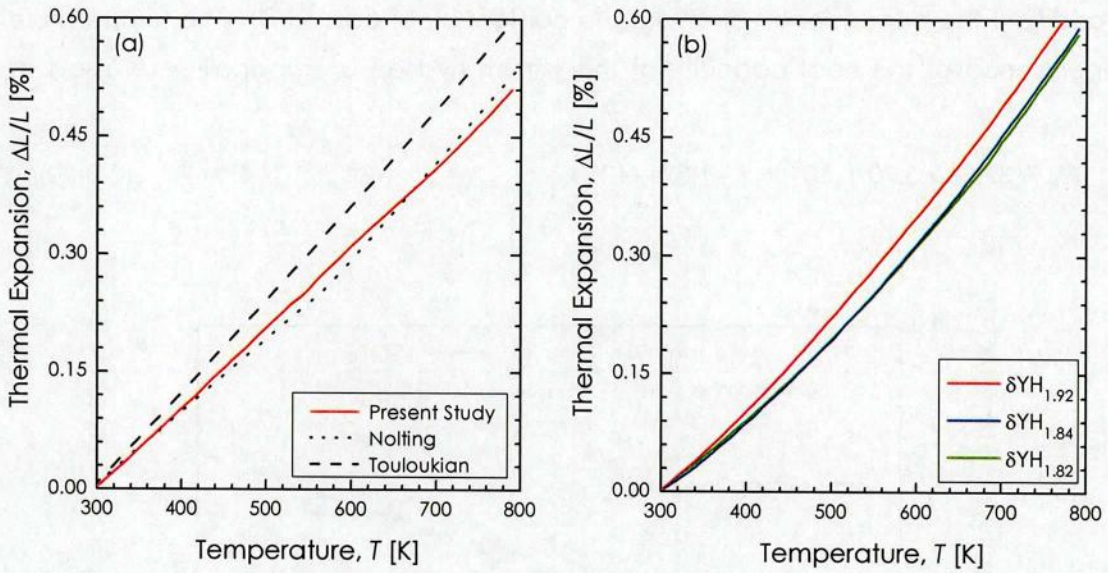 (a)
Thermal Expansion, ΔL/L [%]
0.60
0.45
0.30
0.15
0.00
300 400 500 600 700 800
Temperature, T [K]
Present Study
Nolting
Touloukian
(b)
Thermal Expansion, ΔL/L [%]
0.60
0.45
0.30
0.15
0.00
300 400 500 600 700 800
Temperature, T [K]
δYH1.92
δYH1.84
δYH1.82